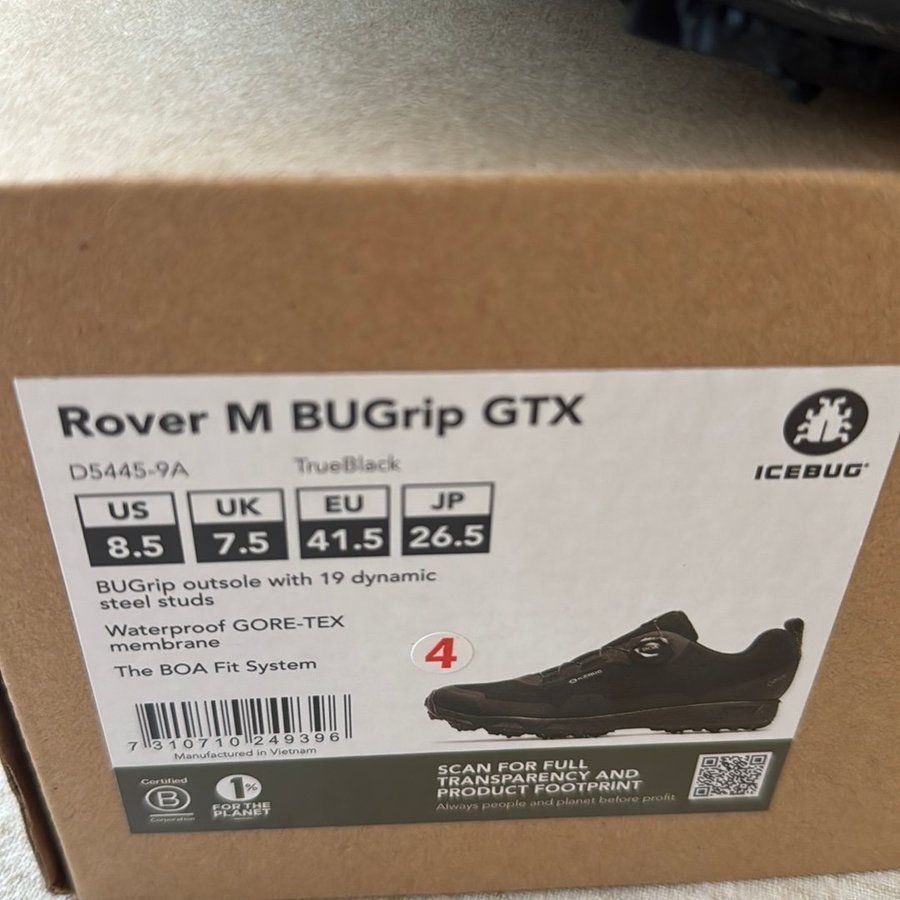 Rover M BUGrip GTX
D5445-9A TrueBlack
ICEBUG
US UK EU JP
8.5 7.5 41.5 26.5
BUGrip outsole with 19 dynamic
steel studs
Waterproof GORE-TEX
membrane
The BOA Fit System
4
7 310710 249396
Manufactured in Vietnam
Certified
B
Corporation
1%
FOR THE
PLANET
SCAN FOR FULL
TRANSPARENCY AND
PRODUCT FOOTPRINT
Always people and planet before profit